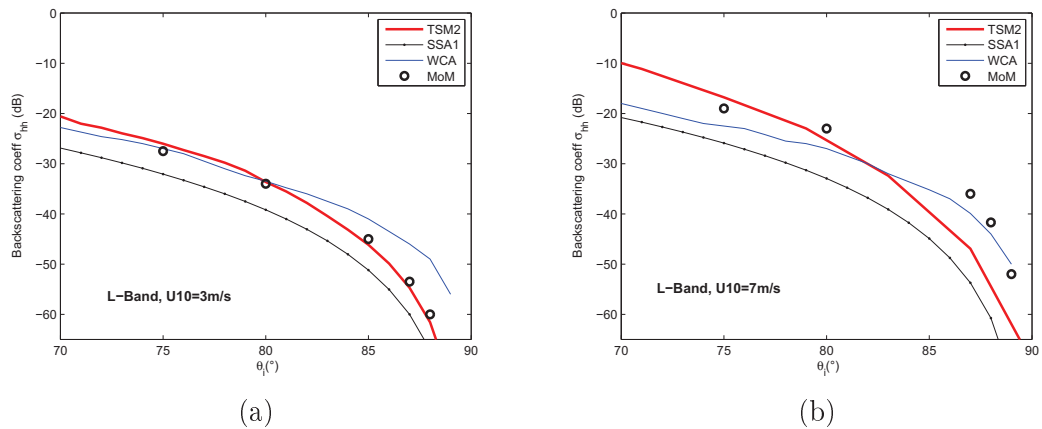 0
−10
−20
−30
−40
−50
−60
Backscattering coeff σhh (dB)
TSM2
SSA1
WCA
MoM
L−Band, U10=3m/s
70 75 80 85 90
θi(°)
(a)
0
−10
−20
−30
−40
−50
−60
Backscattering coeff σhh (dB)
TSM2
SSA1
WCA
MoM
L−Band, U10=7m/s
70 75 80 85 90
θi(°)
(b)